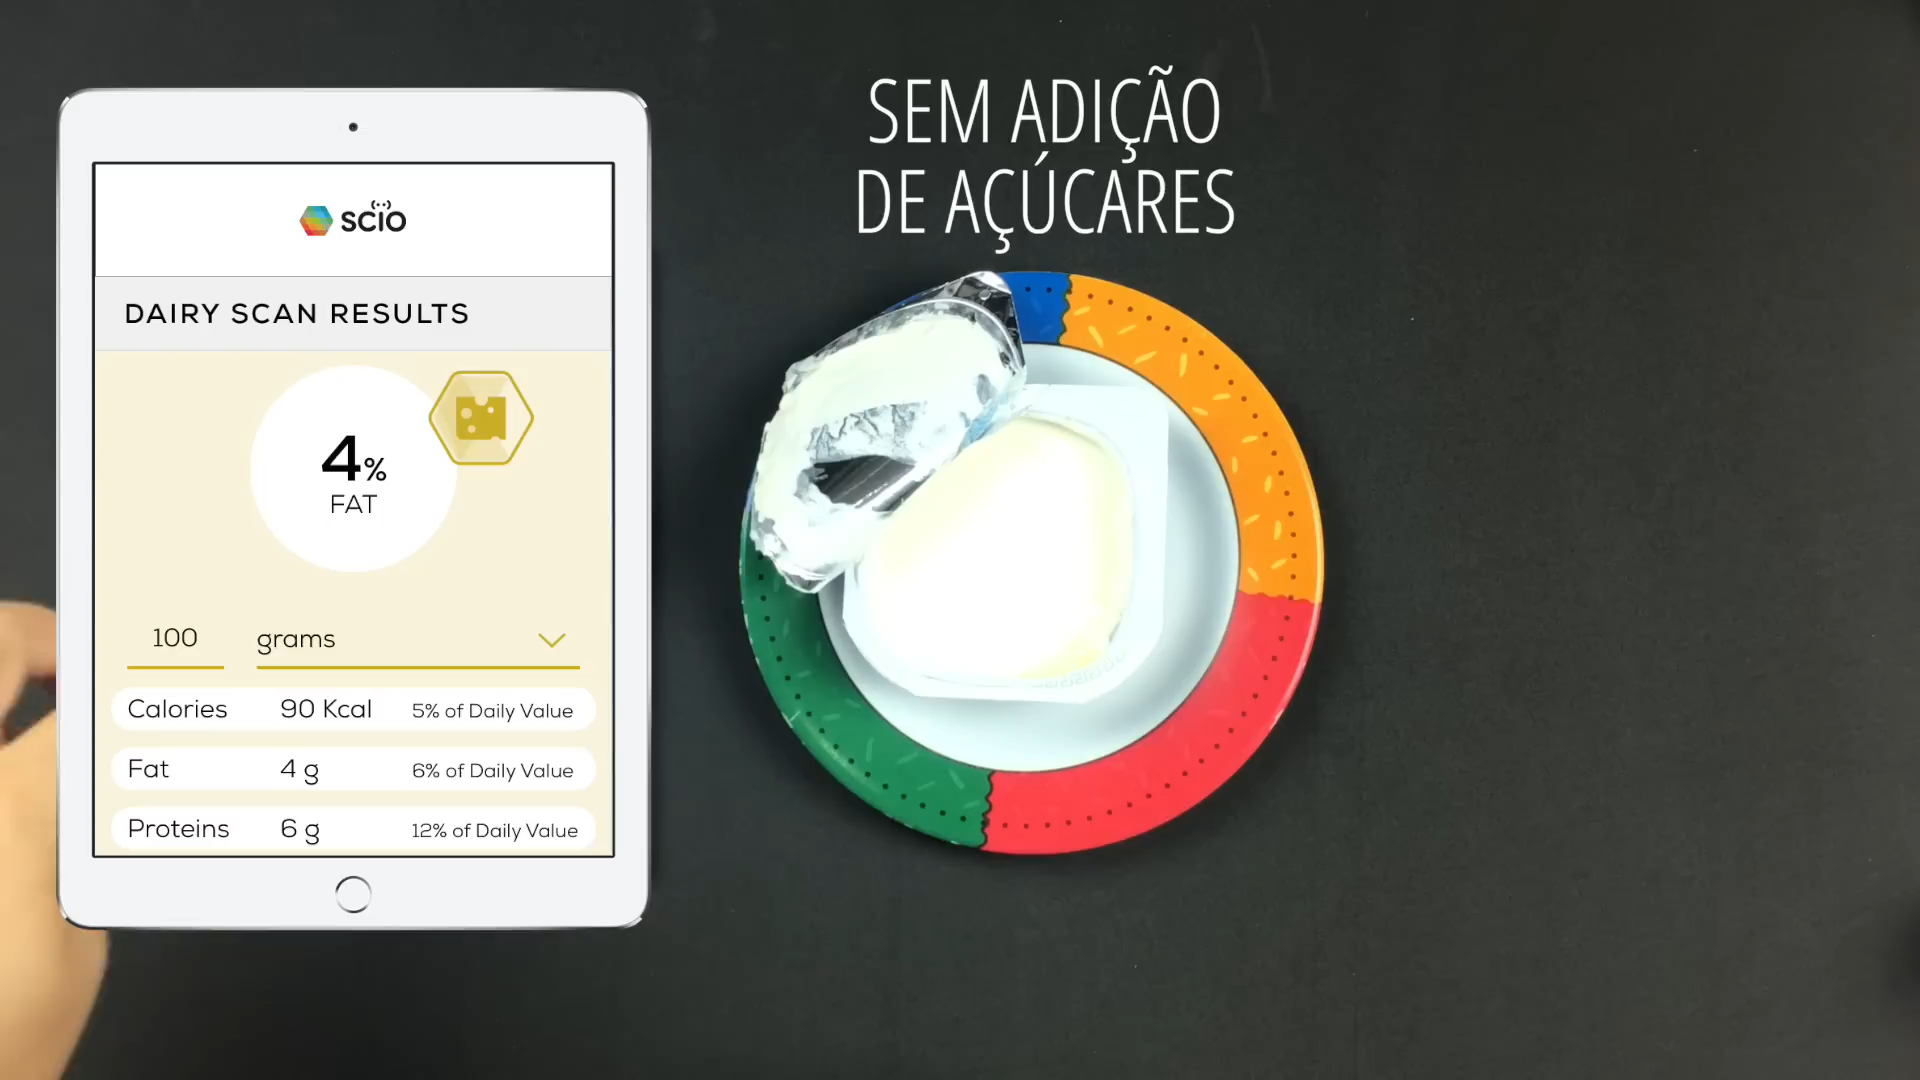 SEM ADIÇÃO
DE AÇÚCARES
scio
DAIRY SCAN RESULTS
4%
FAT
100 grams
Calories 90 Kcal 5% of Daily Value
Fat 4 g 6% of Daily Value
Proteins 6 g 12% of Daily Value